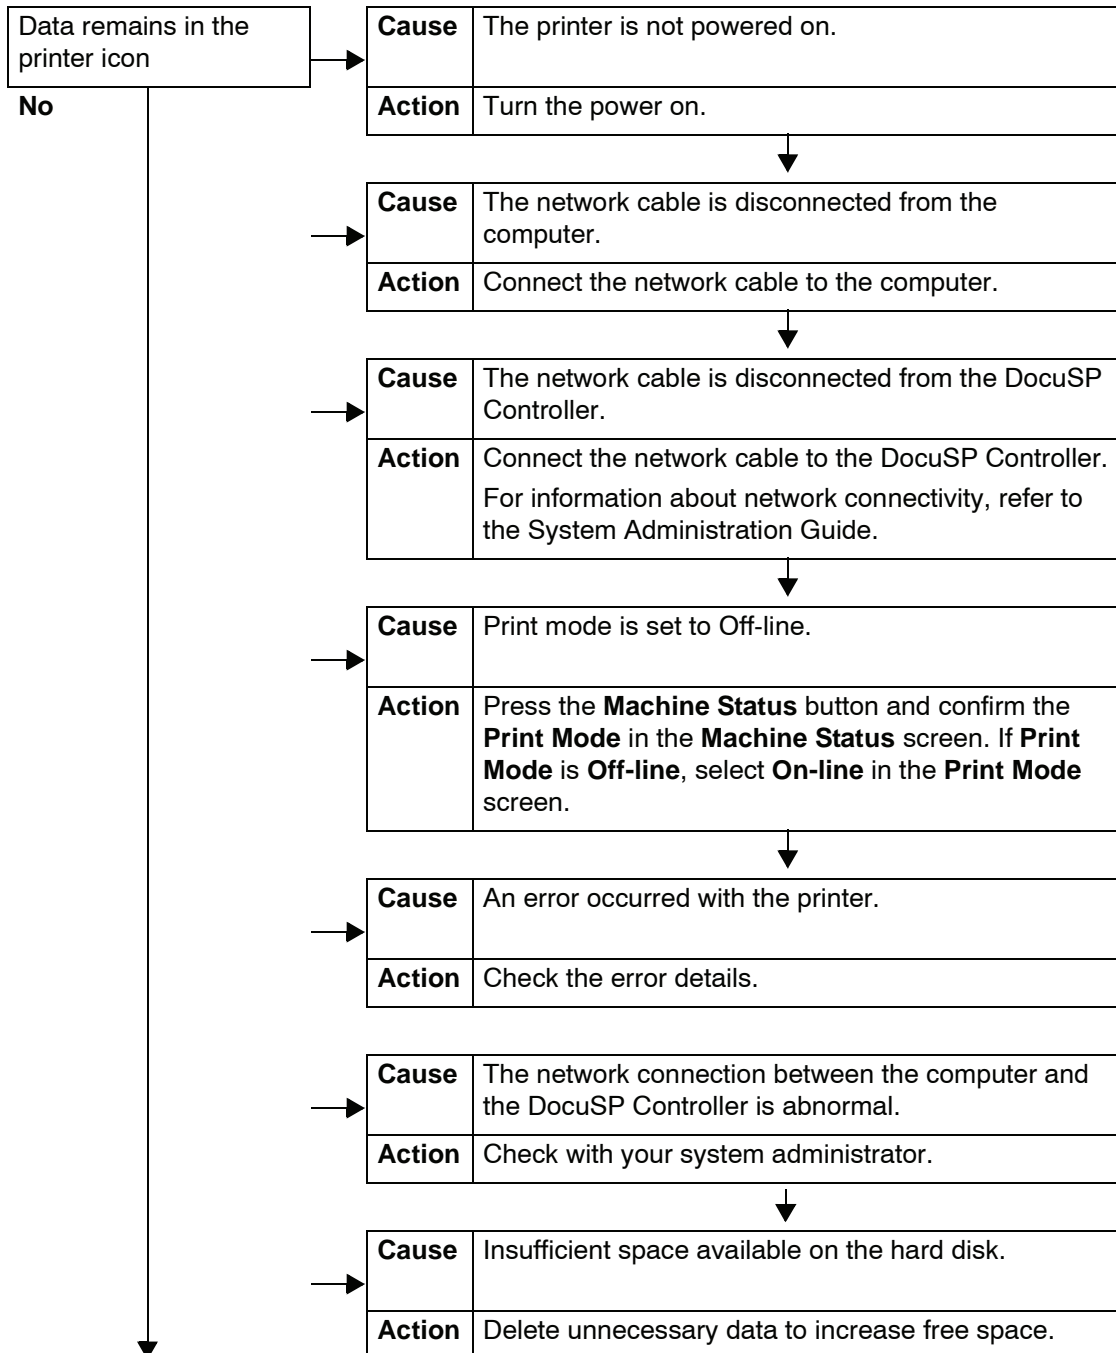 Data remains in the
printer icon
No
Cause The printer is not powered on.
Action Turn the power on.
Cause The network cable is disconnected from the
computer.
Action Connect the network cable to the computer.
Cause The network cable is disconnected from the DocuSP
Controller.
Action Connect the network cable to the DocuSP Controller.
For information about network connectivity, refer to
the System Administration Guide.
Cause Print mode is set to Off-line.
Action Press the Machine Status button and confirm the
Print Mode in the Machine Status screen. If Print
Mode is Off-line, select On-line in the Print Mode
screen.
Cause An error occurred with the printer.
Action Check the error details.
Cause The network connection between the computer and
the DocuSP Controller is abnormal.
Action Check with your system administrator.
Cause Insufficient space available on the hard disk.
Action Delete unnecessary data to increase free space.